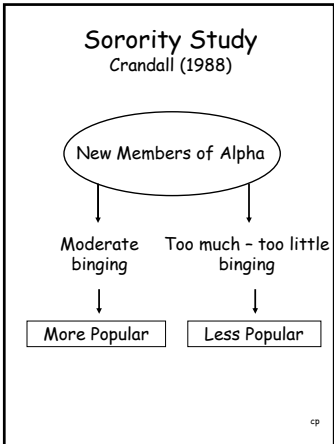 Sorority Study
Crandall (1988)
New Members of Alpha
Moderate
binging
Too much – too little
binging
More Popular
Less Popular
cp